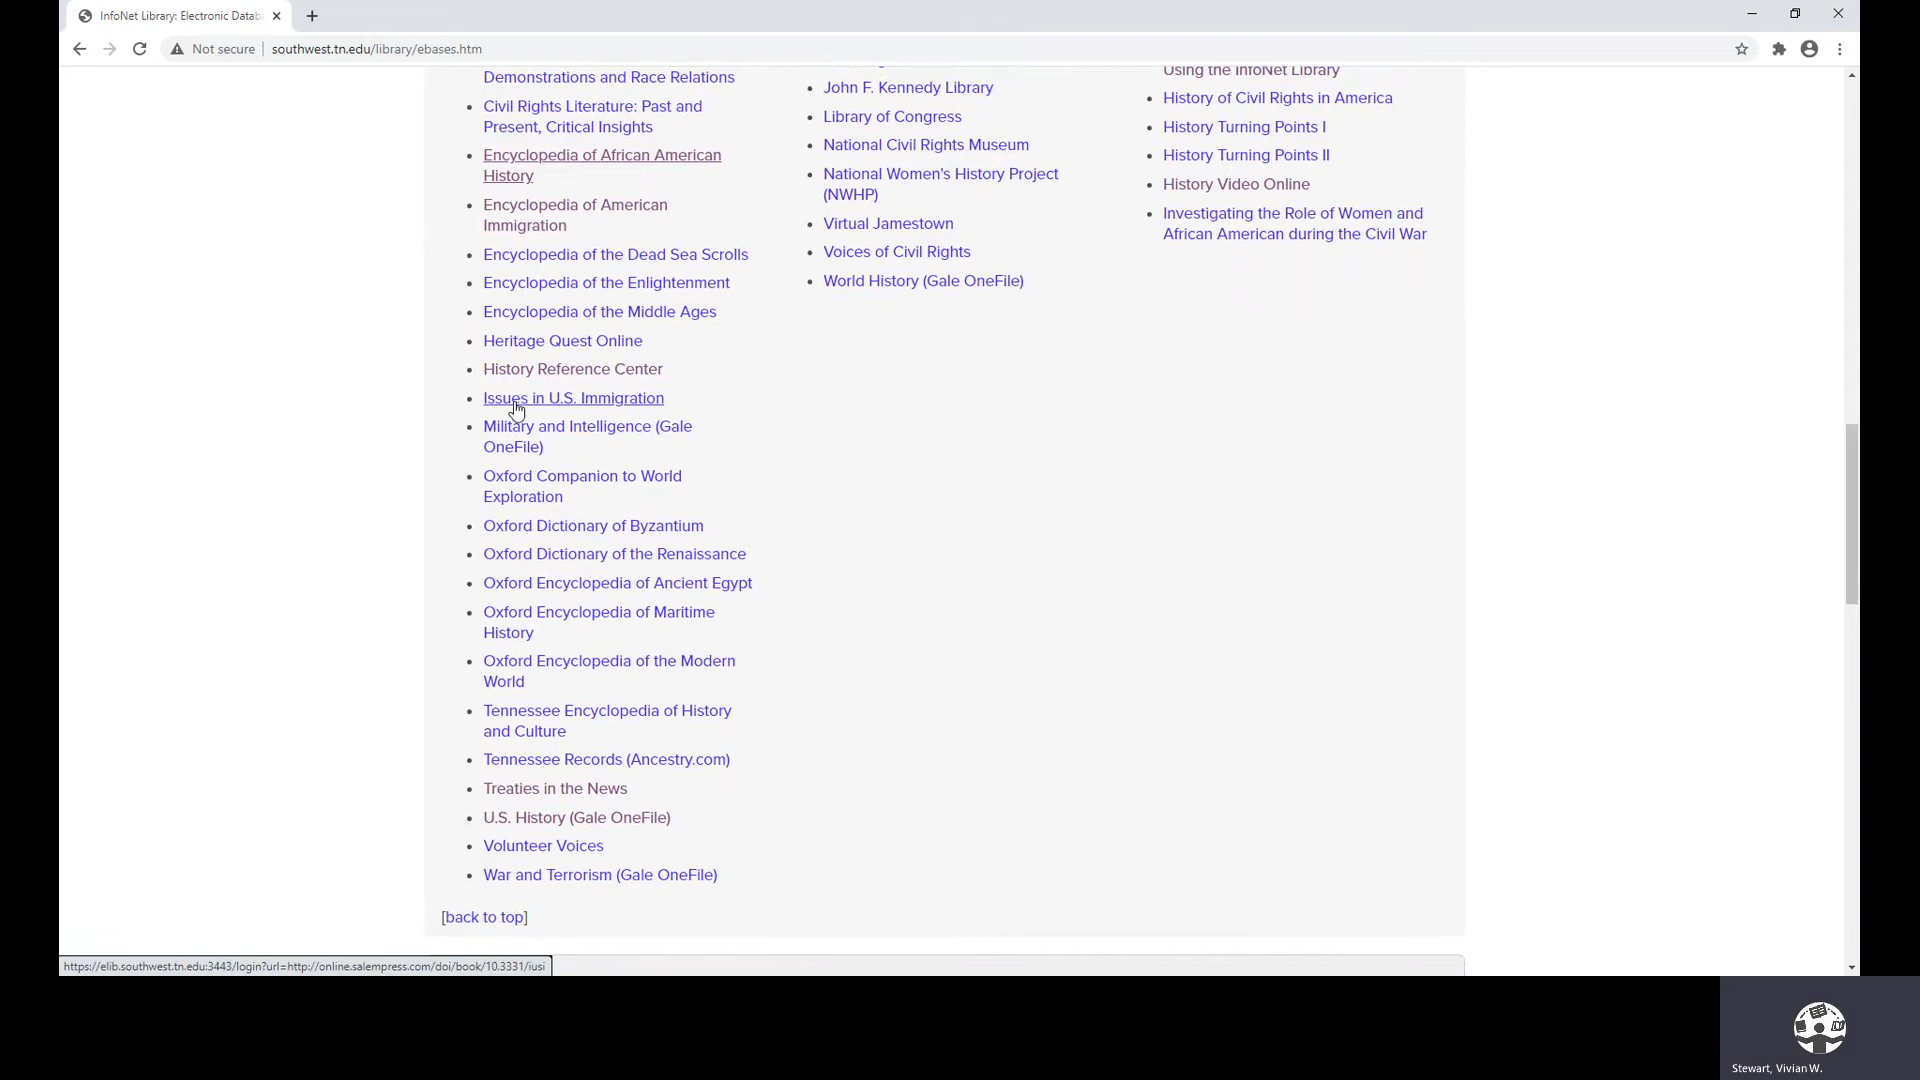 InfoNet Library: Electronic Datab
Not secure
southwest.tn.edu/library/ebases.htm
Demonstrations and Race Relations
Civil Rights Literature: Past and
Present, Critical Insights
Encyclopedia of African American
History
Encyclopedia of American
Immigration
Encyclopedia of the Dead Sea Scrolls
Encyclopedia of the Enlightenment
Encyclopedia of the Middle Ages
Heritage Quest Online
History Reference Center
Issues in U.S. Immigration
Military and Intelligence (Gale
OneFile)
Oxford Companion to World
Exploration
Oxford Dictionary of Byzantium
Oxford Dictionary of the Renaissance
Oxford Encyclopedia of Ancient Egypt
Oxford Encyclopedia of Maritime
History
Oxford Encyclopedia of the Modern
World
Tennessee Encyclopedia of History
and Culture
Tennessee Records (Ancestry.com)
Treaties in the News
U.S. History (Gale OneFile)
Volunteer Voices
War and Terrorism (Gale OneFile)
[back to top]
John F. Kennedy Library
Library of Congress
National Civil Rights Museum
National Women's History Project
(NWHP)
Virtual Jamestown
Voices of Civil Rights
World History (Gale OneFile)
Using the InfoNet Library
History of Civil Rights in America
History Turning Points I
History Turning Points II
History Video Online
Investigating the Role of Women and
African American during the Civil War
https://elib.southwest.tn.edu:3443/login?url=http://online.salempress.com/doi/book/10.3331/iusi
Stewart, Vivian W.